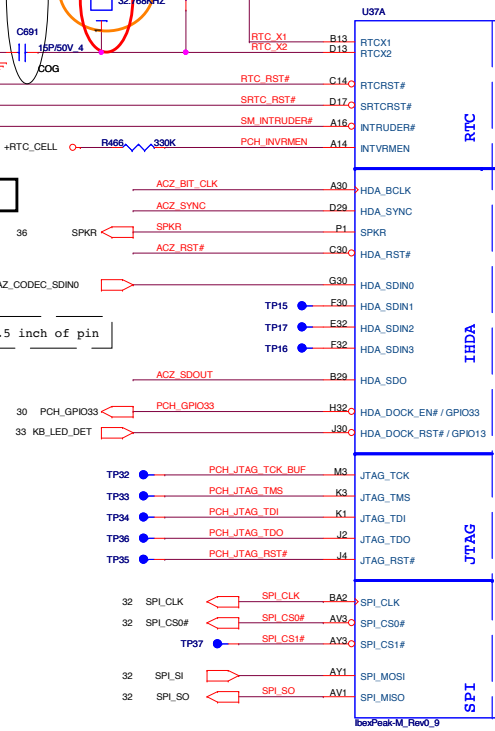 U37A
32.768KHZ
C691
15P/50V_4
COG
RTC_X1 B13 RTCX1
RTC_X2 D13 RTCX2
RTC_RST# C14 RTCRST#
SRTC_RST# D17 SRTCRST#
SM_INTRUDER# A16 INTRUDER#
+RTC_CELL R466 330K PCH_INVRMEN A14 INTVRMEN
RTC
ACZ_BIT_CLK A30 HDA_BCLK
ACZ_SYNC D29 HDA_SYNC
36 SPKR SPKR P1 SPKR
ACZ_RST# C30 HDA_RST#
AZ_CODEC_SDIN0 G30 HDA_SDIN0
TP15 F30 HDA_SDIN1
TP17 E32 HDA_SDIN2
.5 inch of pin
TP16 F32 HDA_SDIN3
IHDA
ACZ_SDOUT B29 HDA_SDO
30 PCH_GPIO33 PCH_GPIO33 H32 HDA_DOCK_EN# / GPIO33
33 KB_LED_DET J30 HDA_DOCK_RST# / GPIO13
TP32 PCH_JTAG_TCK_BUF M3 JTAG_TCK
TP33 PCH_JTAG_TMS K3 JTAG_TMS
TP34 PCH_JTAG_TDI K1 JTAG_TDI
TP36 PCH_JTAG_TDO J2 JTAG_TDO
TP35 PCH_JTAG_RST# J4 JTAG_RST#
JTAG
32 SPI_CLK SPI_CLK BA2 SPI_CLK
32 SPI_CS0# SPI_CS0# AV3 SPI_CS0#
TP37 SPI_CS1# AY3 SPI_CS1#
32 SPI_SI AY1 SPI_MOSI
32 SPI_SO SPI_SO AV1 SPI_MISO
SPI
IbexPeak-M_Rev0_9